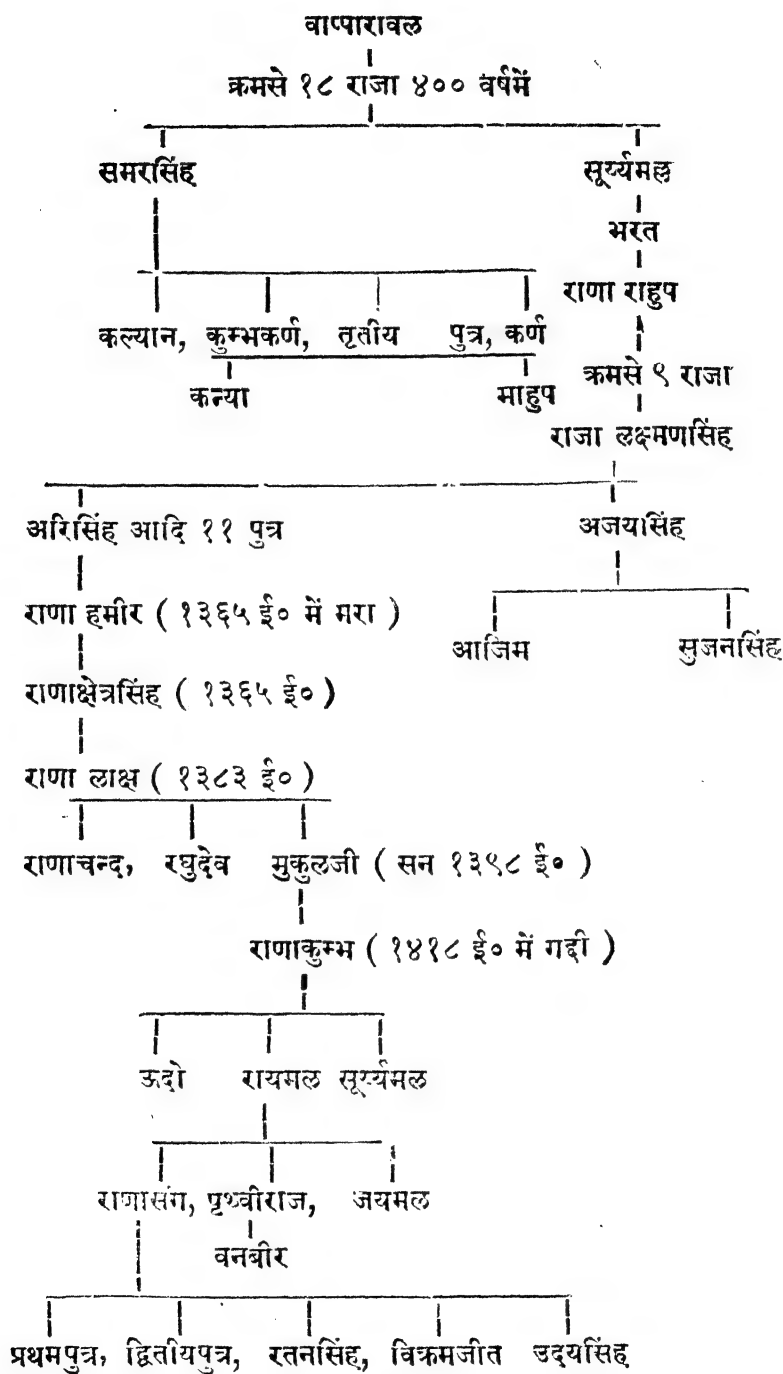 वाप्पारावल
क्रमसे १८ राजा ४०० वर्षमें
समरसिंह सूर्य्यमल्ल
भरत
राणा राहुप
कल्यान, कुम्भकर्ण, तृतीय पुत्र, कर्ण
क्रमसे ९ राजा
कन्या माहुप
राजा लक्ष्मणसिंह
अरिसिंह आदि ११ पुत्र अजयसिंह
राणा हमीर ( १३६५ ई० में मरा )
आजिम सुजनसिंह
राणाक्षेत्रसिंह ( १३६५ ई० )
राणा लाक्ष ( १३८३ ई० )
राणाचन्द, रघुदेव मुकुलजी ( सन १३९८ ई० )
राणाकुम्भ ( १४१८ ई० में गद्दी )
ऊदो रायमल सूर्य्यमल
राणासंग, पृथ्वीराज, जयमल
वनबीर
प्रथमपुत्र, द्वितीयपुत्र, रतनसिंह, विक्रमजीत उदयसिंह